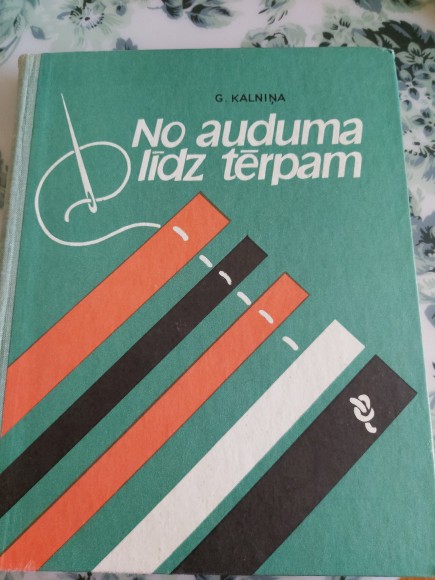 G. KALNIŅA
No auduma
līdz tērpam